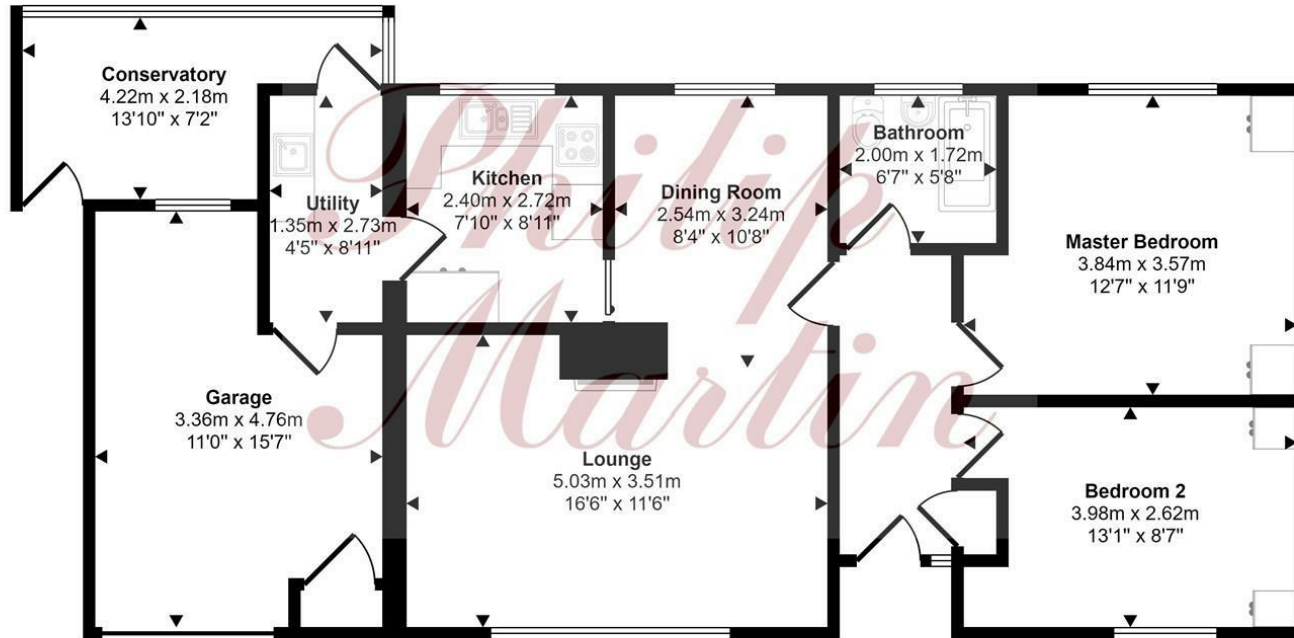 Conservatory
4.22m x 2.18m
13'10" x 7'2"
Utility
1.35m x 2.73m
4'5" x 8'11"
Kitchen
2.40m x 2.72m
7'10" x 8'11"
Dining Room
2.54m x 3.24m
8'4" x 10'8"
Bathroom
2.00m x 1.72m
6'7" x 5'8"
Master Bedroom
3.84m x 3.57m
12'7" x 11'9"
Garage
3.36m x 4.76m
11'0" x 15'7"
Lounge
5.03m x 3.51m
16'6" x 11'6"
Bedroom 2
3.98m x 2.62m
13'1" x 8'7"
Philip
Martin